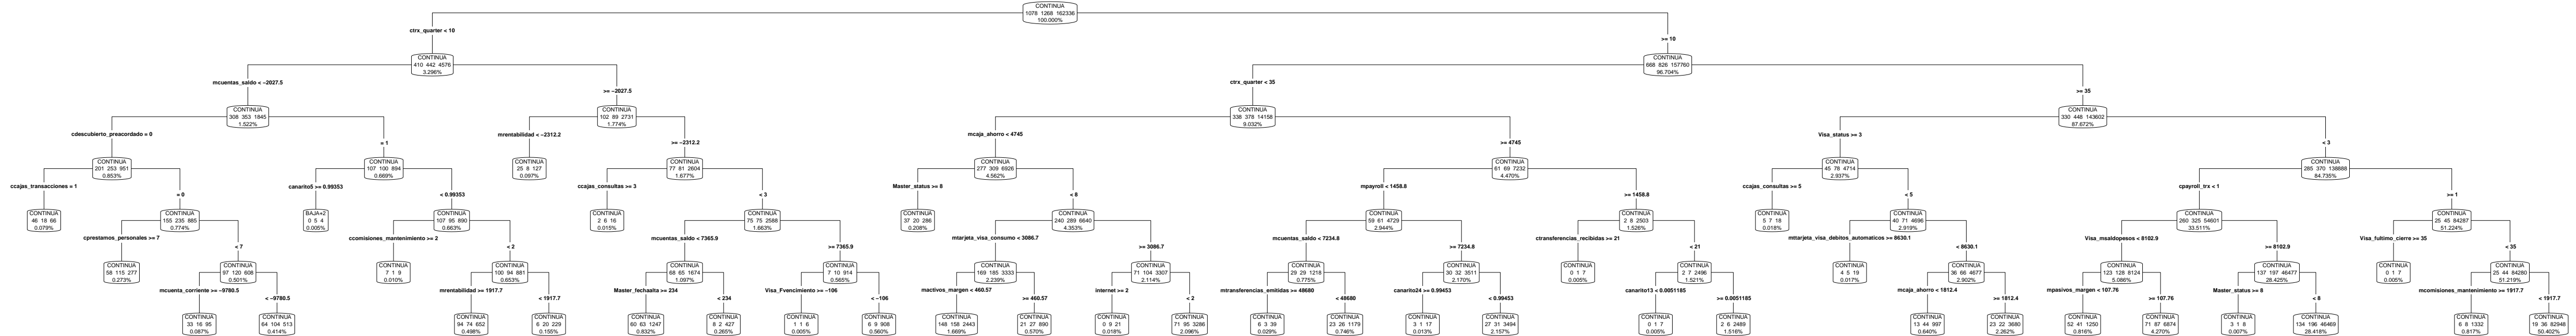 CONTINUA
1078 1268 162336
100.000%
ctrx_quarter < 10
>= 10
CONTINUA
410 442 4576
3.296%
CONTINUA
668 826 157760
96.704%
mcuentas_saldo < −2027.5
>= −2027.5
ctrx_quarter < 35
>= 35
CONTINUA
308 353 1845
1.522%
CONTINUA
102 89 2731
1.774%
CONTINUA
338 378 14158
9.032%
CONTINUA
330 448 143602
87.672%
cdescubierto_preacordado = 0
= 1
mrentabilidad < −2312.2
>= −2312.2
mcaja_ahorro < 4745
>= 4745
Visa_status >= 3
< 3
CONTINUA
201 253 951
0.853%
CONTINUA
107 100 894
0.669%
CONTINUA
25 8 127
0.097%
CONTINUA
77 81 2604
1.677%
CONTINUA
277 309 6926
4.562%
CONTINUA
61 69 7232
4.470%
CONTINUA
45 78 4714
2.937%
CONTINUA
285 370 138888
84.735%
ccajas_transacciones = 1
= 0
canarito5 >= 0.99353
< 0.99353
ccajas_consultas >= 3
< 3
Master_status >= 8
< 8
mpayroll < 1458.8
>= 1458.8
ccajas_consultas >= 5
< 5
cpayroll_trx < 1
>= 1
CONTINUA
46 18 66
0.079%
CONTINUA
155 235 885
0.774%
BAJA+2
0 5 4
0.005%
CONTINUA
107 95 890
0.663%
CONTINUA
2 6 16
0.015%
CONTINUA
75 75 2588
1.663%
CONTINUA
37 20 286
0.208%
CONTINUA
240 289 6640
4.353%
CONTINUA
59 61 4729
2.944%
CONTINUA
2 8 2503
1.526%
CONTINUA
5 7 18
0.018%
CONTINUA
40 71 4696
2.919%
CONTINUA
260 325 54601
33.511%
CONTINUA
25 45 84287
51.224%
cprestamos_personales >= 7
< 7
ccomisiones_mantenimiento >= 2
< 2
mcuentas_saldo < 7365.9
>= 7365.9
mtarjeta_visa_consumo < 3086.7
>= 3086.7
mcuentas_saldo < 7234.8
>= 7234.8
ctransferencias_recibidas >= 21
< 21
mttarjeta_visa_debitos_automaticos >= 8630.1
< 8630.1
Visa_msaldopesos < 8102.9
>= 8102.9
Visa_fultimo_cierre >= 35
< 35
CONTINUA
58 115 277
0.273%
CONTINUA
97 120 608
0.501%
CONTINUA
7 1 9
0.010%
CONTINUA
100 94 881
0.653%
CONTINUA
68 65 1674
1.097%
CONTINUA
7 10 914
0.565%
CONTINUA
169 185 3333
2.239%
CONTINUA
71 104 3307
2.114%
CONTINUA
29 29 1218
0.775%
CONTINUA
30 32 3511
2.170%
CONTINUA
0 1 7
0.005%
CONTINUA
2 7 2496
1.521%
CONTINUA
4 5 19
0.017%
CONTINUA
36 66 4677
2.902%
CONTINUA
123 128 8124
5.086%
CONTINUA
137 197 46477
28.425%
CONTINUA
0 1 7
0.005%
CONTINUA
25 44 84280
51.219%
mcuenta_corriente >= −9780.5
< −9780.5
mrentabilidad >= 1917.7
< 1917.7
Master_fechaalta >= 234
< 234
Visa_Fvencimiento >= −106
< −106
mactivos_margen < 460.57
>= 460.57
internet >= 2
< 2
mtransferencias_emitidas >= 48680
< 48680
canarito24 >= 0.99453
< 0.99453
canarito13 < 0.0051185
>= 0.0051185
mcaja_ahorro < 1812.4
>= 1812.4
mpasivos_margen < 107.76
>= 107.76
Master_status >= 8
< 8
mcomisiones_mantenimiento >= 1917.7
< 1917.7
CONTINUA
33 16 95
0.087%
CONTINUA
64 104 513
0.414%
CONTINUA
94 74 652
0.498%
CONTINUA
6 20 229
0.155%
CONTINUA
60 63 1247
0.832%
CONTINUA
8 2 427
0.265%
CONTINUA
1 1 6
0.005%
CONTINUA
6 9 908
0.560%
CONTINUA
148 158 2443
1.669%
CONTINUA
21 27 890
0.570%
CONTINUA
0 9 21
0.018%
CONTINUA
71 95 3286
2.096%
CONTINUA
6 3 39
0.029%
CONTINUA
23 26 1179
0.746%
CONTINUA
3 1 17
0.013%
CONTINUA
27 31 3494
2.157%
CONTINUA
0 1 7
0.005%
CONTINUA
2 6 2489
1.516%
CONTINUA
13 44 997
0.640%
CONTINUA
23 22 3680
2.262%
CONTINUA
52 41 1250
0.816%
CONTINUA
71 87 6874
4.270%
CONTINUA
3 1 8
0.007%
CONTINUA
134 196 46469
28.418%
CONTINUA
6 8 1332
0.817%
CONTINUA
19 36 82948
50.402%